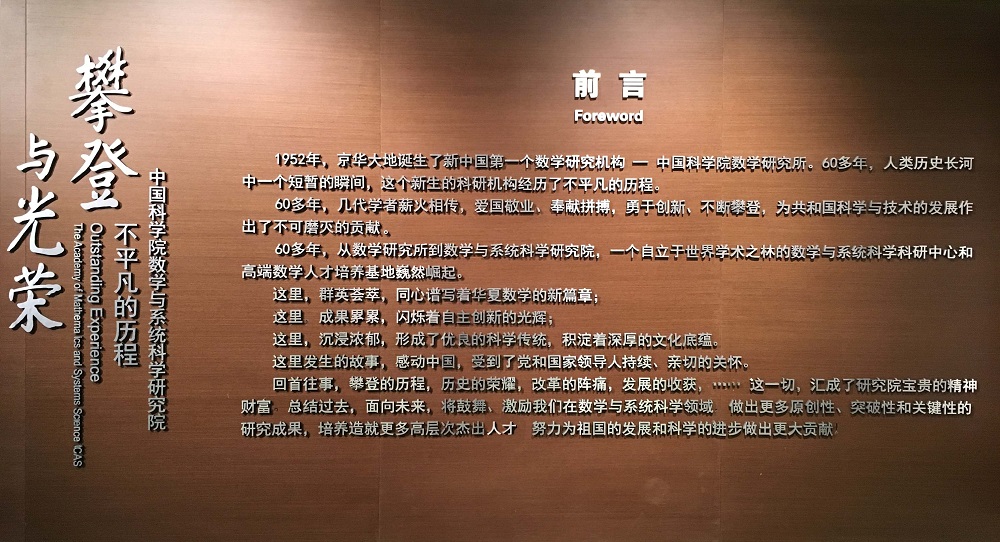 攀登
与光荣
中国科学院数学与系统科学研究院
不平凡的历程
Outstanding Experience
The Academy of Mathematics and Systems Science CAS
前 言
Foreword
1952年，京华大地诞生了新中国第一个数学研究机构 — 中国科学院数学研究所。60多年，人类历史长河
中一个短暂的瞬间，这个新生的科研机构经历了不平凡的历程。
60多年，几代学者薪火相传，爱国敬业、奉献拼搏，勇于创新、不断攀登，为共和国科学与技术的发展作
出了不可磨灭的贡献。
60多年，从数学研究所到数学与系统科学研究院，一个自立于世界学术之林的数学与系统科学科研中心和
高端数学人才培养基地巍然崛起。
这里，群英荟萃，同心谱写着华夏数学的新篇章；
这里 成果累累，闪烁着自主创新的光辉；
这里，沉浸浓郁，形成了优良的科学传统，积淀着深厚的文化底蕴。
这里发生的故事，感动中国，受到了党和国家领导人持续、亲切的关怀。
回首往事，攀登的历程，历史的荣耀，改革的阵痛，发展的收获，…… 这一切，汇成了研究院宝贵的精神
财富 总结过去，面向未来，将鼓舞、激励我们在数学与系统科学领域 做出更多原创性、突破性和关键性的
研究成果，培养造就更多高层次杰出人才 努力为祖国的发展和科学的进步做出更大贡献！